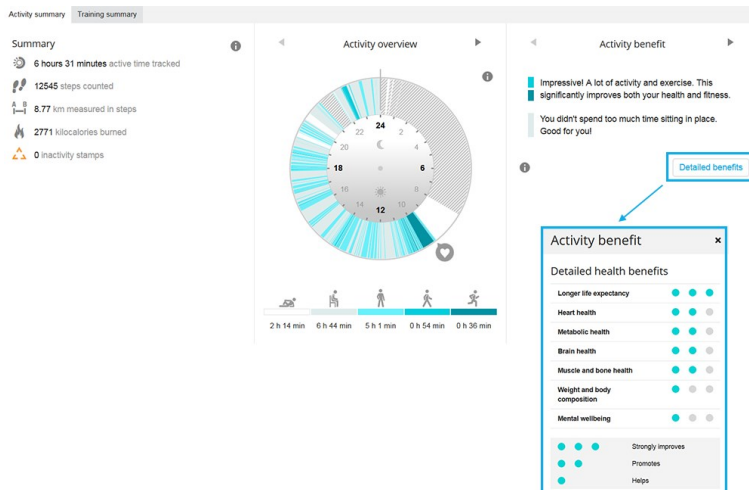 Activity summary
Training summary
Summary
6 hours 31 minutes active time tracked
12545 steps counted
A B
8.77 km measured in steps
2771 kilocalories burned
0 inactivity stamps
Activity overview
24
2
4
6
8
10
12
14
16
18
20
22
2 h 14 min
6 h 44 min
5 h 1 min
0 h 54 min
0 h 36 min
Activity benefit
Impressive! A lot of activity and exercise. This
significantly improves both your health and fitness.
You didn't spend too much time sitting in place.
Good for you!
Detailed benefits
Activity benefit
×
Detailed health benefits
Longer life expectancy
Heart health
Metabolic health
Brain health
Muscle and bone health
Weight and body
composition
Mental wellbeing
Strongly improves
Promotes
Helps